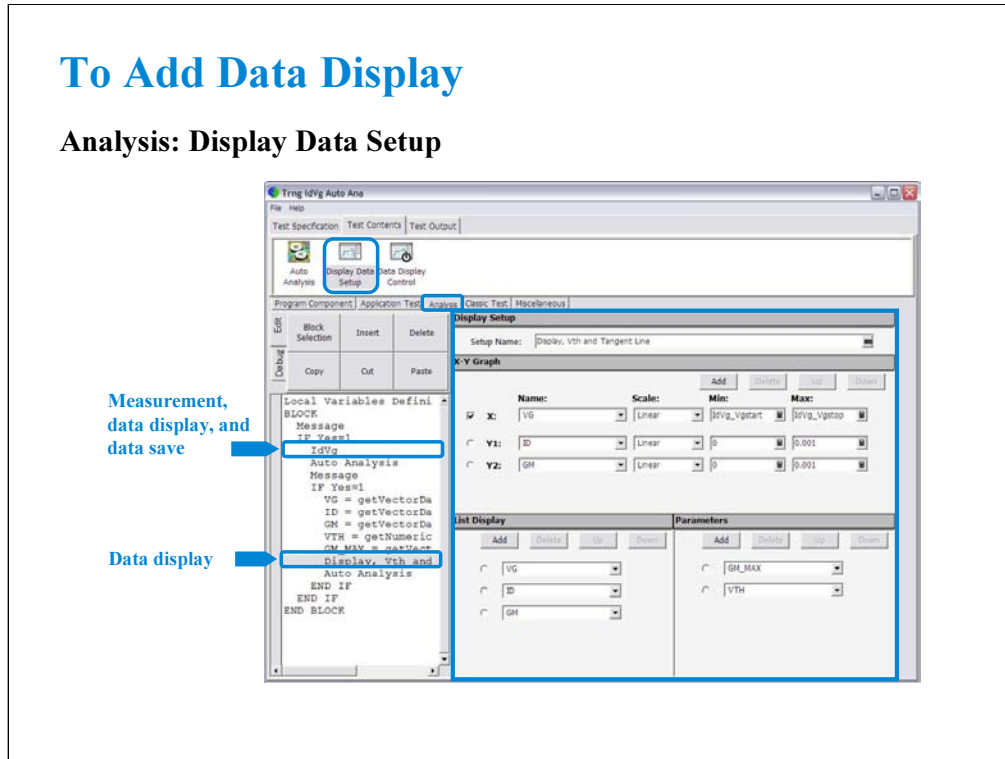 To Add Data Display
Analysis: Display Data Setup
Trng IdVg Auto Ana
File Help
Test Specification Test Contents Test Output
Auto Analysis Display Data Setup Data Display Control
Program Component Application Test Analysis Classic Test Miscellaneous
Edit
Debug
Block Selection Insert Delete
Copy Cut Paste
Display Setup
Setup Name: Display, Vth and Tangent Line
X-Y Graph
Add Delete Up Down
Name: Scale: Min: Max:
X: VG Linear IdVg_Vgstart IdVg_Vgstop
Y1: ID Linear 0 0.001
Y2: GM Linear 0 0.001
List Display
Add Delete Up Down
VG
ID
GM
Parameters
Add Delete Up Down
GM_MAX
VTH
Measurement,
data display, and
data save
Data display
Local Variables Defini
BLOCK
Message
IF Yes=1
IdVg
Auto Analysis
Message
IF Yes=1
VG = getVectorDa
ID = getVectorDa
GM = getVectorDa
VTH = getNumeric
GM_MAX = getVect
Display, Vth and
Auto Analysis
END IF
END IF
END BLOCK